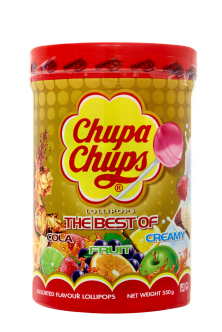 Chupa
Chups
®
LOLLIPOPS
THE BEST OF
COLA
CREAMY
FRUIT
ASSORTED FLAVOUR LOLLIPOPS NET WEIGHT 550g